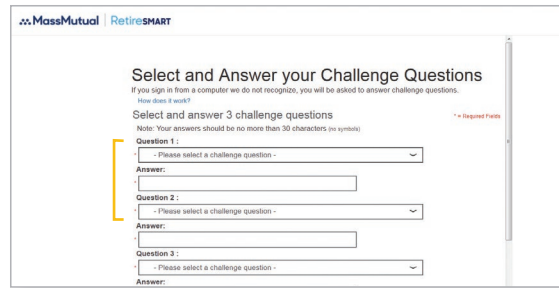 MassMutual | RetireSMART
Select and Answer your Challenge Questions
If you sign in from a computer we do not recognize, you will be asked to answer challenge questions.
How does it work?
Select and answer 3 challenge questions
* = Required Fields
Note: Your answers should be no more than 30 characters (no symbols)
Question 1 :
* - Please select a challenge question -
Answer:
*
Question 2 :
* - Please select a challenge question -
Answer:
*
Question 3 :
* - Please select a challenge question -
Answer: